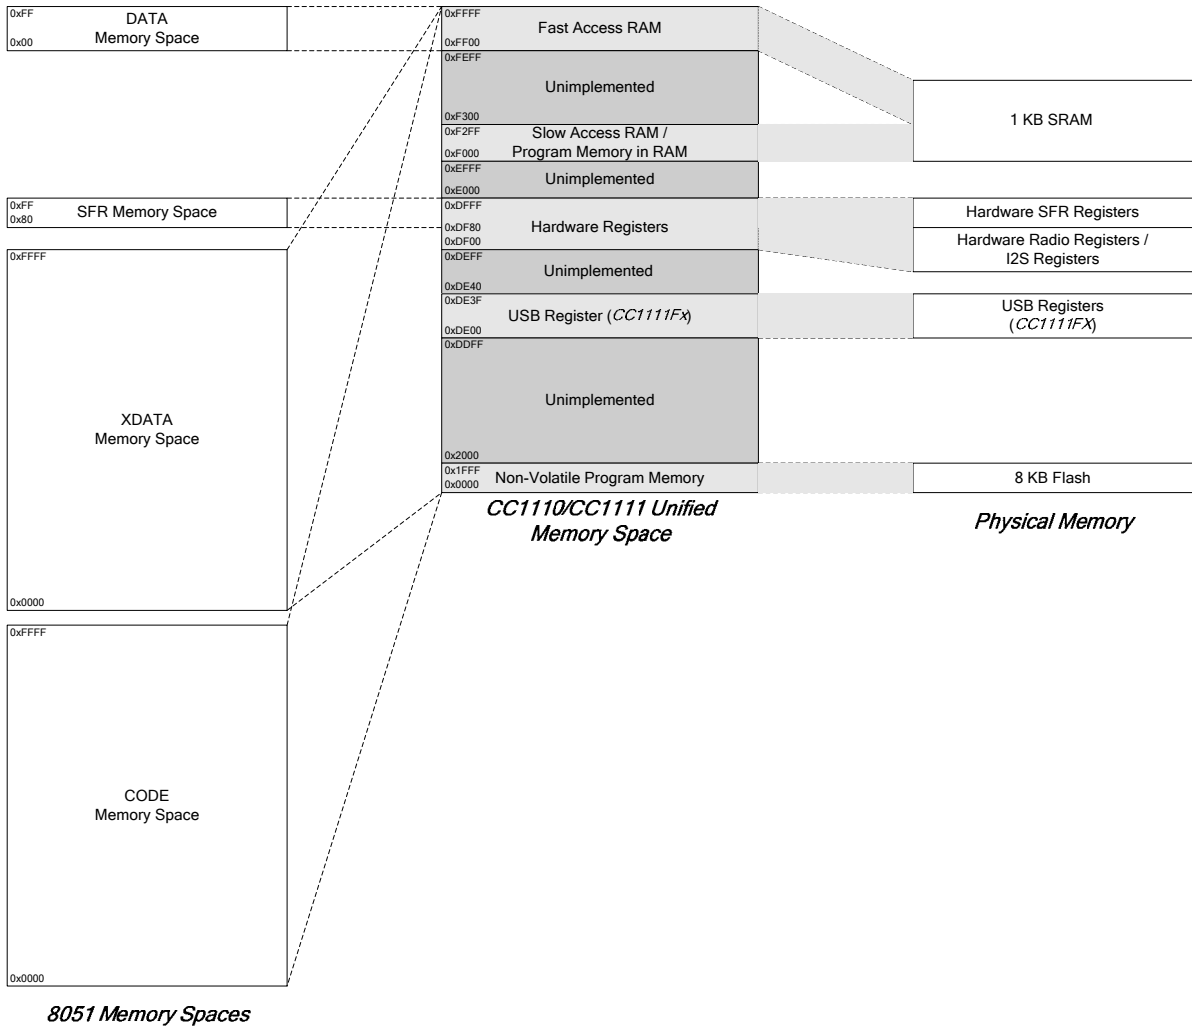 0xFF
DATA
Memory Space
0x00
0xFF
SFR Memory Space
0x80
0xFFFF
XDATA
Memory Space
0x0000
0xFFFF
CODE
Memory Space
0x0000
8051 Memory Spaces
0xFFFF
Fast Access RAM
0xFF00
0xFEFF
Unimplemented
0xF300
0xF2FF
Slow Access RAM /
Program Memory in RAM
0xF000
0xEFFF
Unimplemented
0xE000
0xDFFF
Hardware Registers
0xDF80
0xDF00
0xDEFF
Unimplemented
0xDE40
0xDE3F
USB Register (CC1111Fx)
0xDE00
0xDDFF
Unimplemented
0x2000
0x1FFF
Non-Volatile Program Memory
0x0000
CC1110/CC1111 Unified
Memory Space
1 KB SRAM
Hardware SFR Registers
Hardware Radio Registers /
I2S Registers
USB Registers
(CC1111FX)
8 KB Flash
Physical Memory